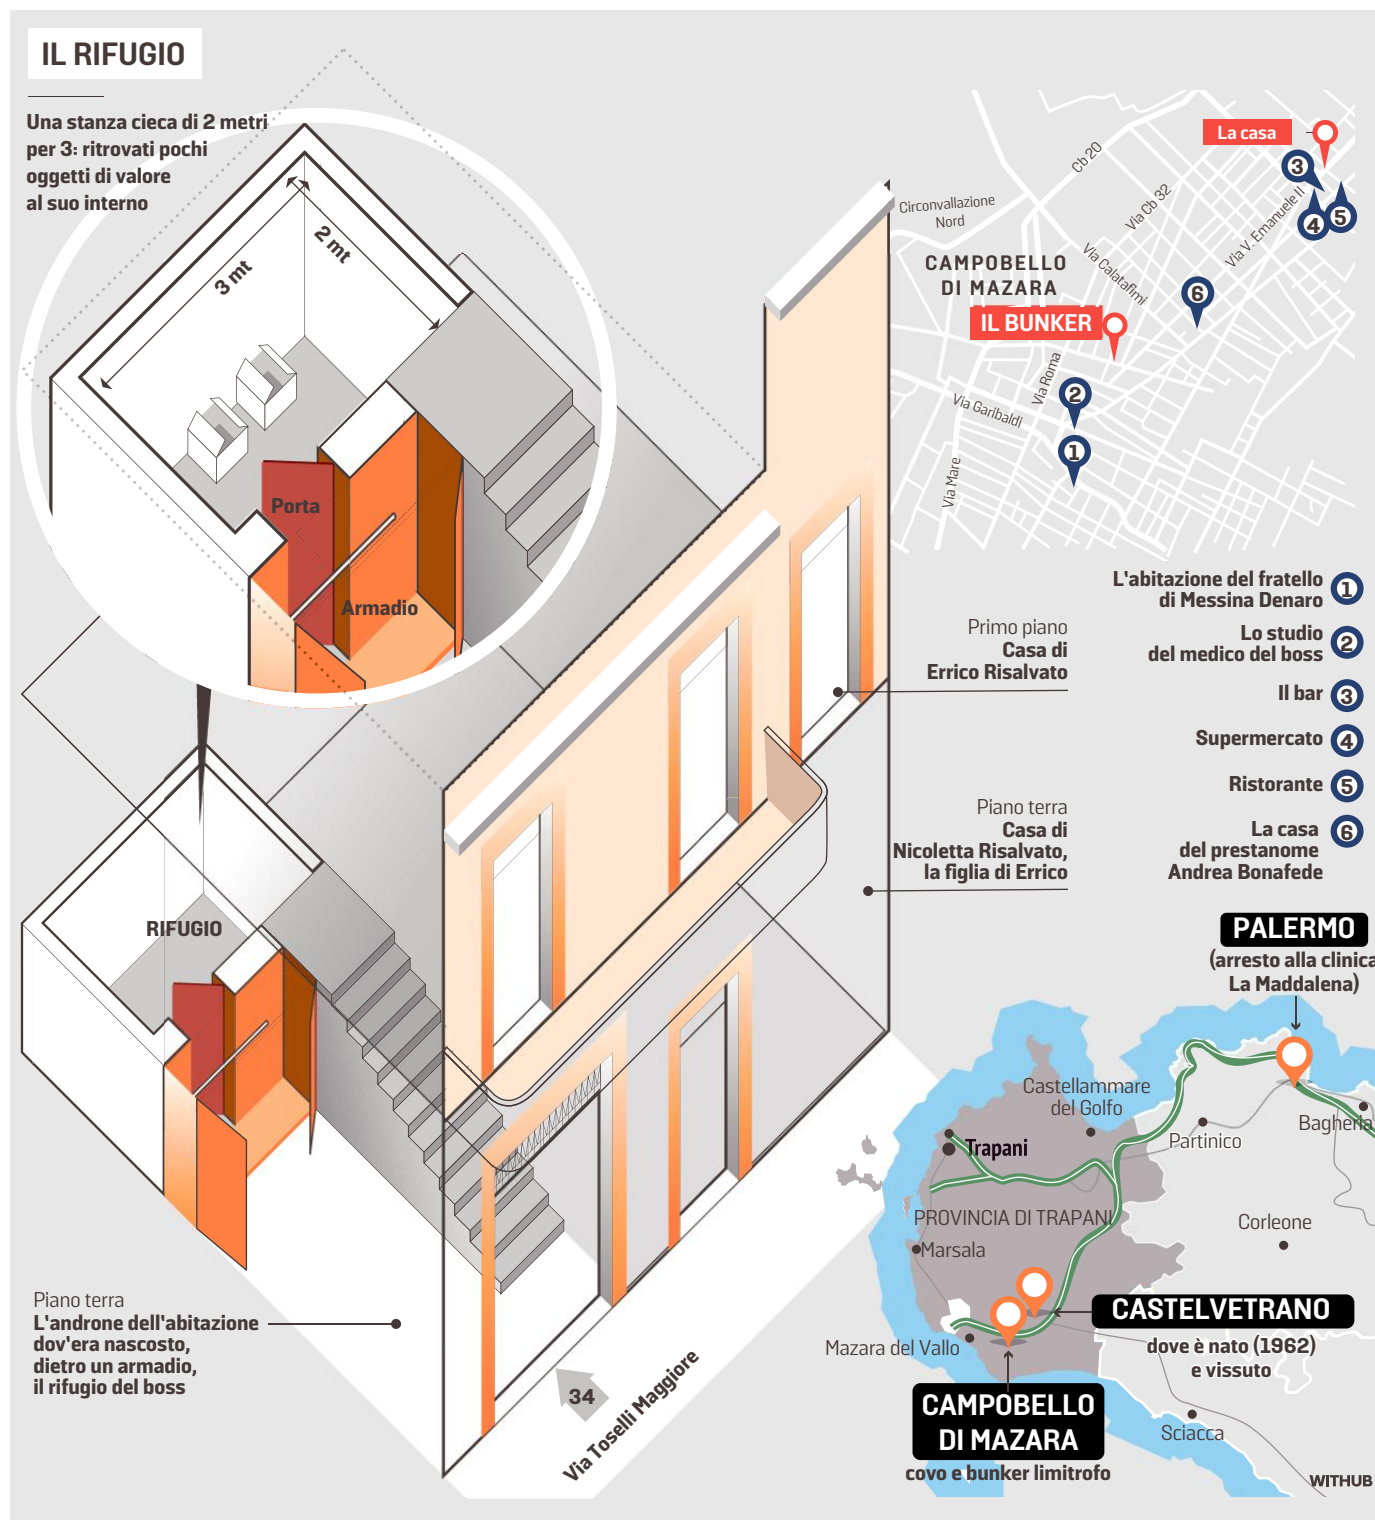 IL RIFUGIO
Una stanza cieca di 2 metri
per 3: ritrovati pochi
oggetti di valore
al suo interno
3 mt
2 mt
Porta
Armadio
La casa
Cb 20
Via Cb 32
Circonvallazione
Nord
Via V. Emanuele II
Via Calatafimi
CAMPOBELLO
DI MAZARA
IL BUNKER
Via Roma
Via Garibaldi
Via Mare
3
4
5
6
2
1
L'abitazione del fratello
di Messina Denaro
1
Lo studio
del medico del boss
2
Il bar
3
Supermercato
4
Ristorante
5
La casa
del prestanome
Andrea Bonafede
6
Primo piano
Casa di
Errico Risalvato
Piano terra
Casa di
Nicoletta Risalvato,
la figlia di Errico
RIFUGIO
Piano terra
L'androne dell'abitazione
dov'era nascosto,
dietro un armadio,
il rifugio del boss
34
Via Toselli Maggiore
PALERMO
(arresto alla clinica
La Maddalena)
Castellammare
del Golfo
Partinico
Bagheria
Trapani
PROVINCIA DI TRAPANI
Corleone
Marsala
CASTELVETRANO
dove è nato (1962)
e vissuto
Mazara del Vallo
CAMPOBELLO
DI MAZARA
covo e bunker limitrofo
Sciacca
WITHUB